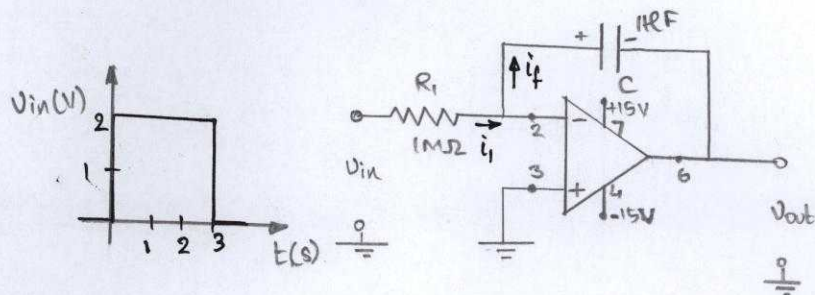 Vin(V)
2
1
1 2 3
t(s)
Vin
R1
1MΩ
i1
if
+ -
1μF
C
+15V
7
2
-
3
+
4
-15V
6
Vout